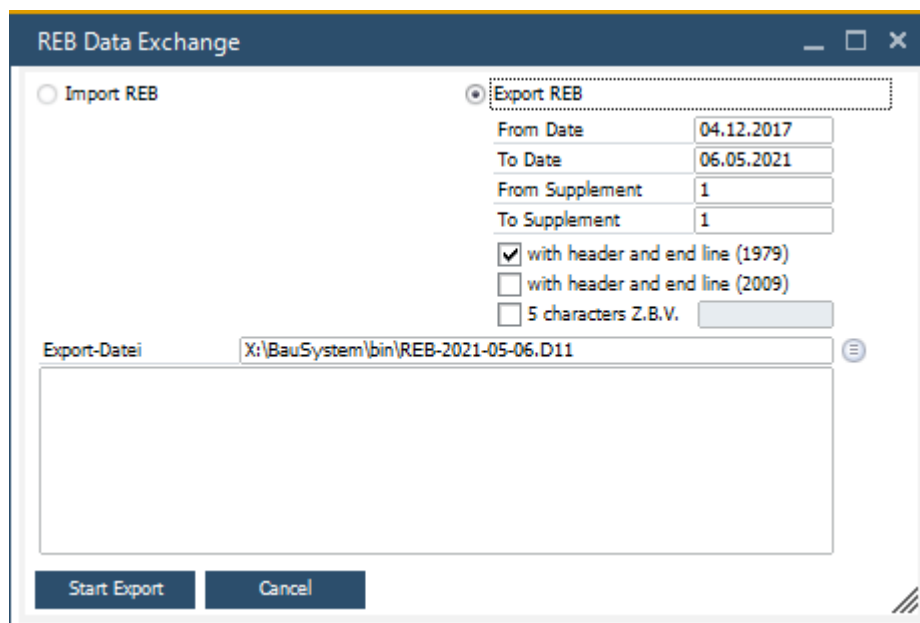 REB Data Exchange
Import REB
Export REB
From Date 04.12.2017
To Date 06.05.2021
From Supplement 1
To Supplement 1
with header and end line (1979)
with header and end line (2009)
5 characters Z.B.V.
Export-Datei X:\BauSystem\bin\REB-2021-05-06.D11
Start Export Cancel